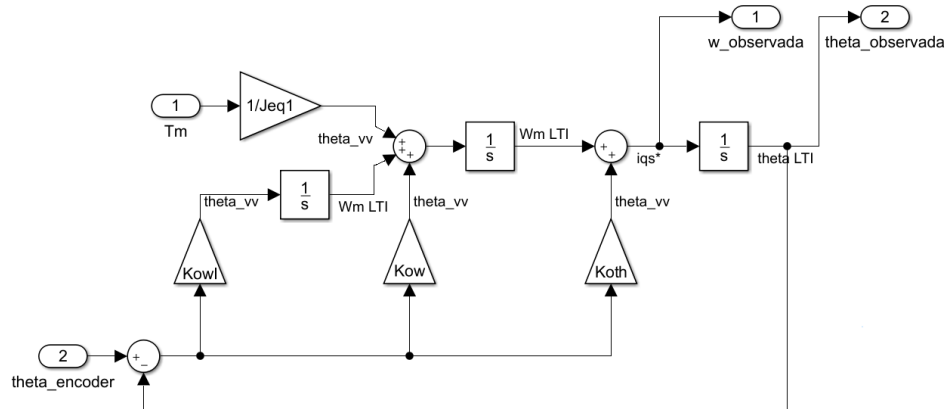 1
w_observada
2
theta_observada
1
Tm
1/Jeq1
theta_vv
+
+
+
1
s
Wm LTI
+
+
iqs*
1
s
theta LTI
theta_vv
1
s
Wm LTI
theta_vv
theta_vv
Kowl
Kow
Koth
2
theta_encoder
+
−